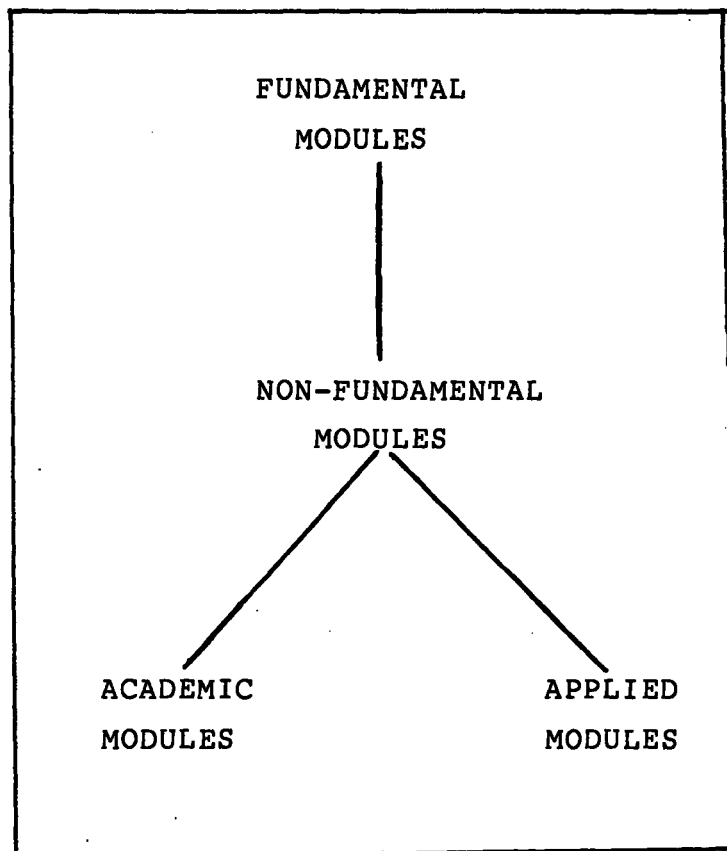 FUNDAMENTAL
MODULES
NON-FUNDAMENTAL
MODULES
ACADEMIC
MODULES
APPLIED
MODULES